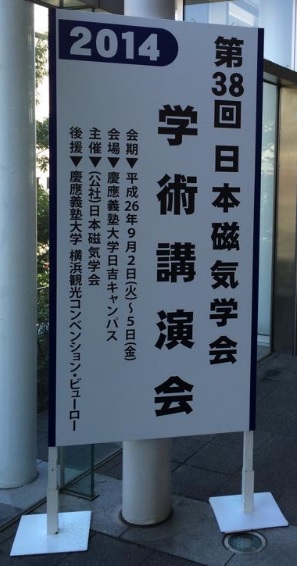 2014
第38回 日本磁気学会
学術講演会
会期▼平成26年9月2日(火)～5日(金)
会場▼慶應義塾大学日吉キャンパス
主催▼(公社)日本磁気学会
後援▼慶應義塾大学 横浜観光コンベンション・ビューロー